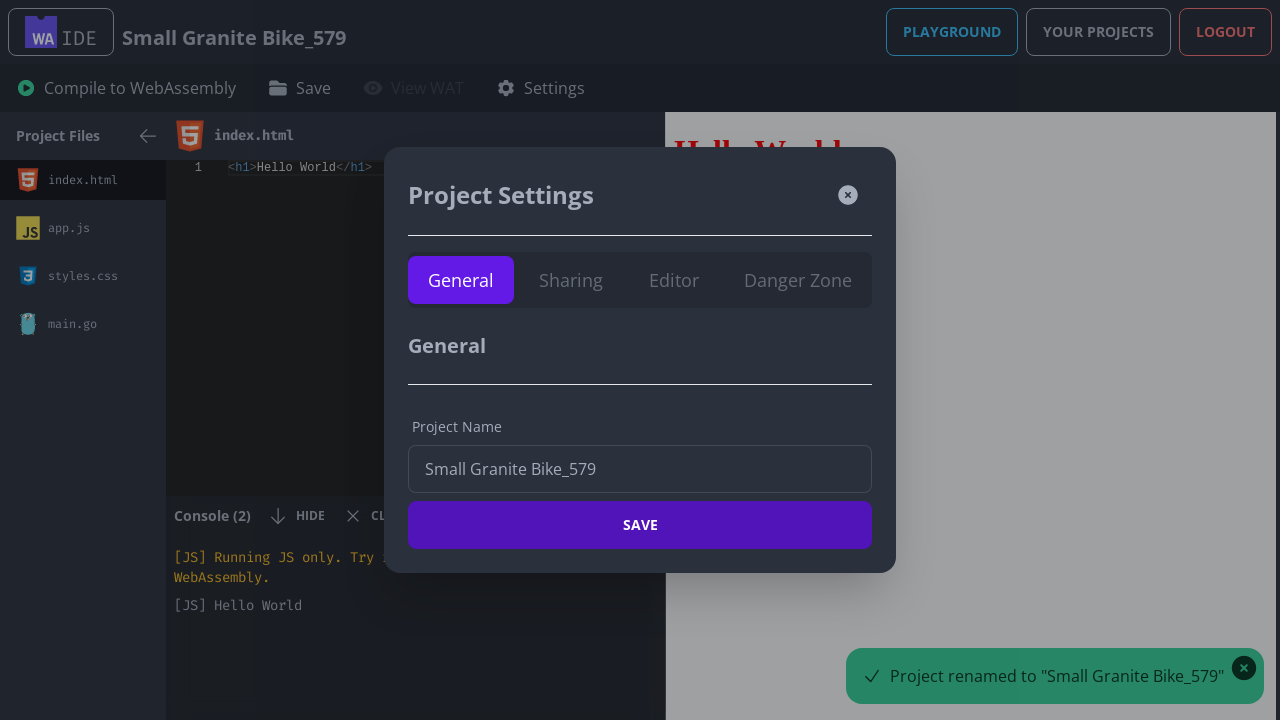 WA IDE
Small Granite Bike_579
PLAYGROUND
YOUR PROJECTS
LOGOUT
Compile to WebAssembly
Save
View WAT
Settings
Project Files
index.html
app.js
styles.css
main.go
index.html
1 <h1>Hello World</h1>
Project Settings
General
Sharing
Editor
Danger Zone
General
Project Name
Small Granite Bike_579
SAVE
Console (2)
HIDE
[JS] Running JS only. Try
WebAssembly.
[JS] Hello World
Hello World
Project renamed to "Small Granite Bike_579"